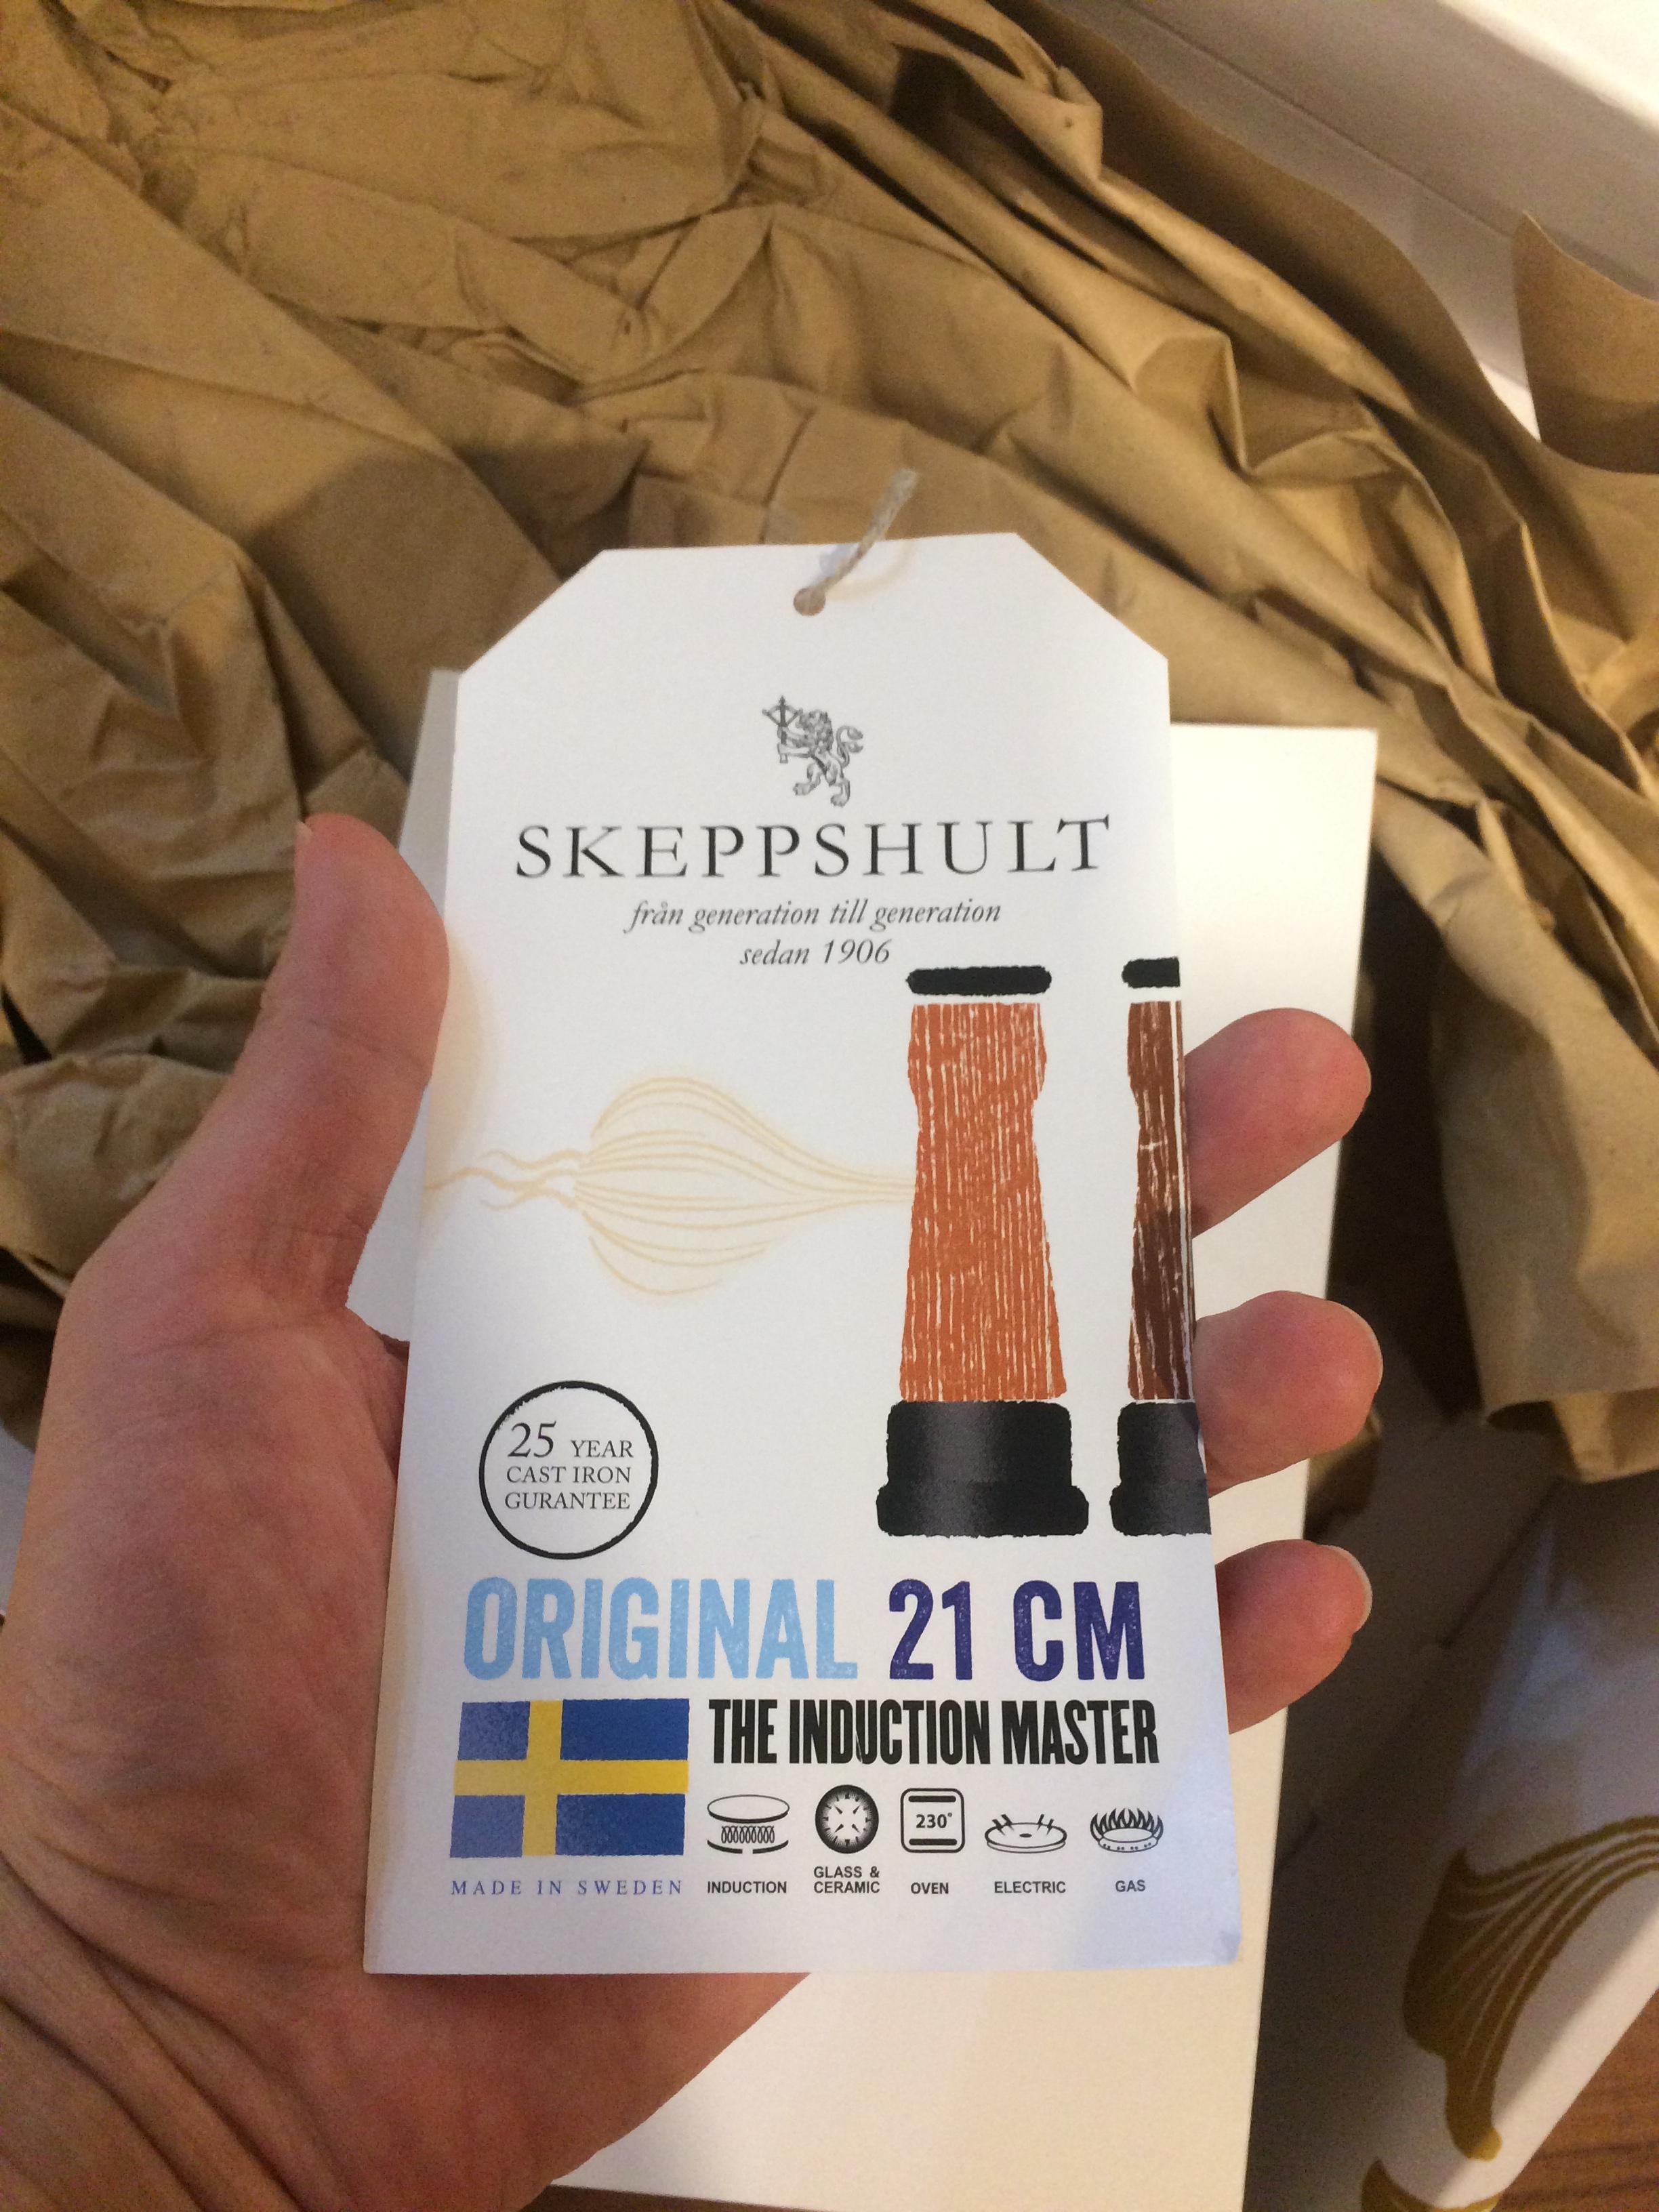 SKEPPSHULT
från generation till generation
sedan 1906
25 YEAR
CAST IRON
GURANTEE
ORIGINAL 21 CM
THE INDUCTION MASTER
230°
MADE IN SWEDEN
INDUCTION
GLASS &
CERAMIC
OVEN
ELECTRIC
GAS